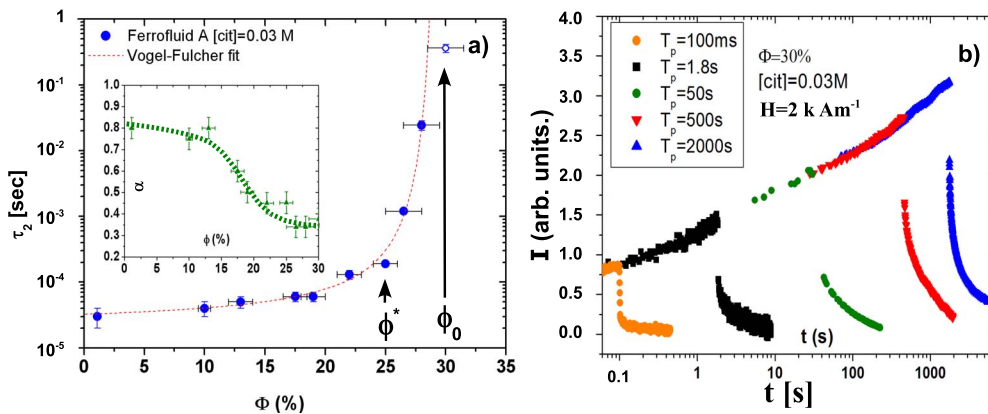 Ferrofluid A [cit]=0.03 M
Vogel-Fulcher fit
a)
τ2 [sec]
10^-1
10^-2
10^-3
10^-4
10^-5
α
0.9
0.8
0.7
0.6
0.5
0.4
0.3
0.2
0 5 10 15 20 25 30
ϕ(%)
ϕ*
ϕ0
0 5 10 15 20 25 30 35
Φ (%)
b)
Tp=100ms
Tp=1.8s
Tp=50s
Tp=500s
Tp=2000s
Φ=30%
[cit]=0.03M
H=2 k Am-1
I (arb. units.)
4.0
3.5
3.0
2.5
2.0
1.5
1.0
0.5
0.0
t (s)
0.1 1 10 100 1000
t [s]